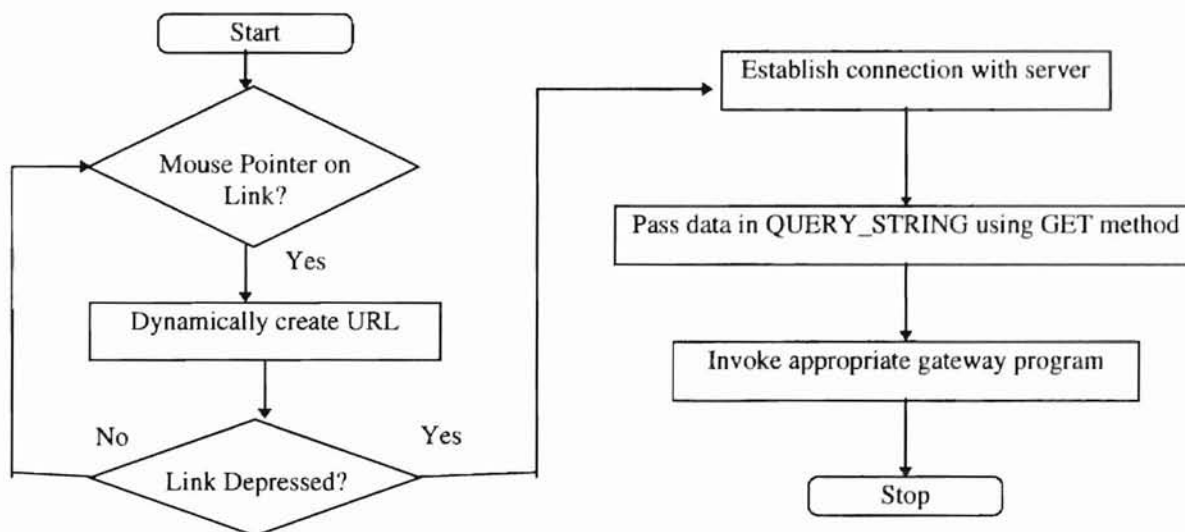 Start
Mouse Pointer on
Link?
Yes
Dynamically create URL
No
Yes
Link Depressed?
Establish connection with server
Pass data in QUERY_STRING using GET method
Invoke appropriate gateway program
Stop